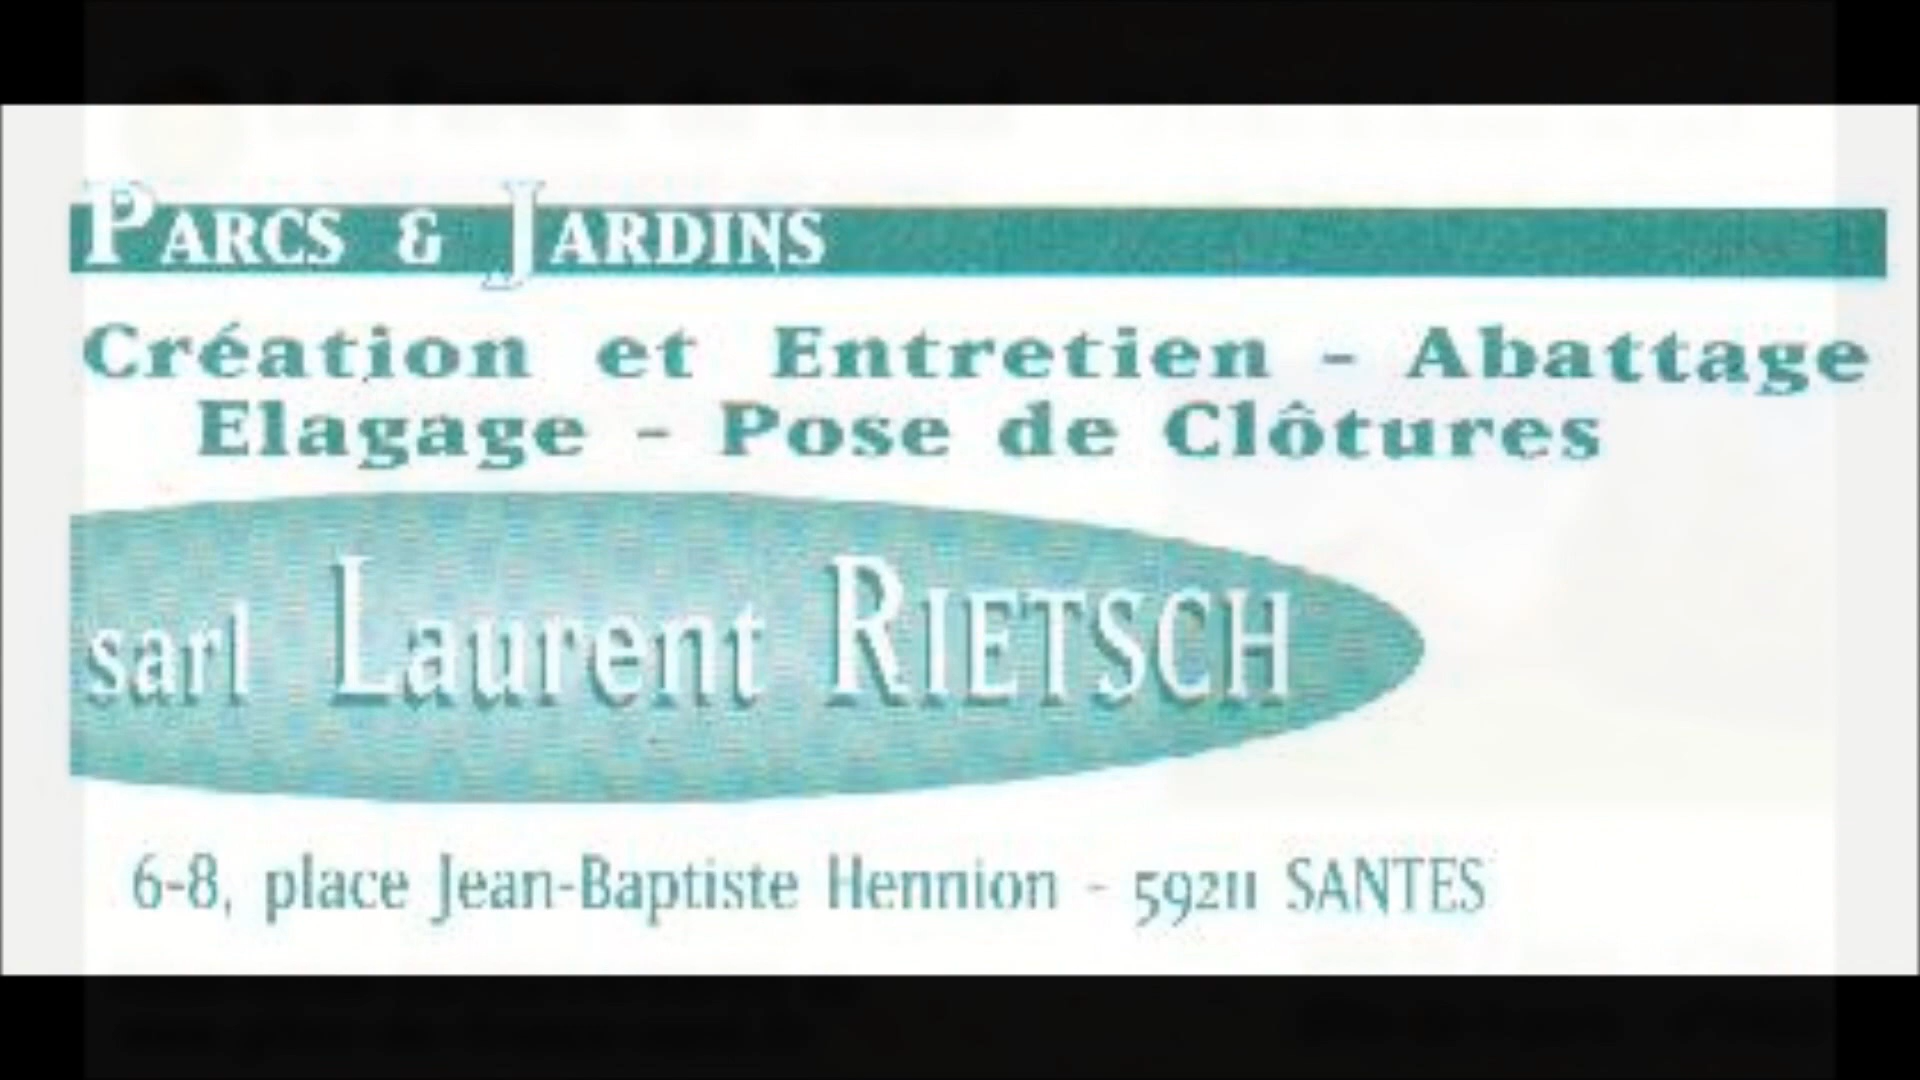 PARCS & JARDINS
Création et Entretien - Abattage
Elagage - Pose de Clôtures
sarl Laurent RIETSCH
6-8, place Jean-Baptiste Hennion - 59211 SANTES